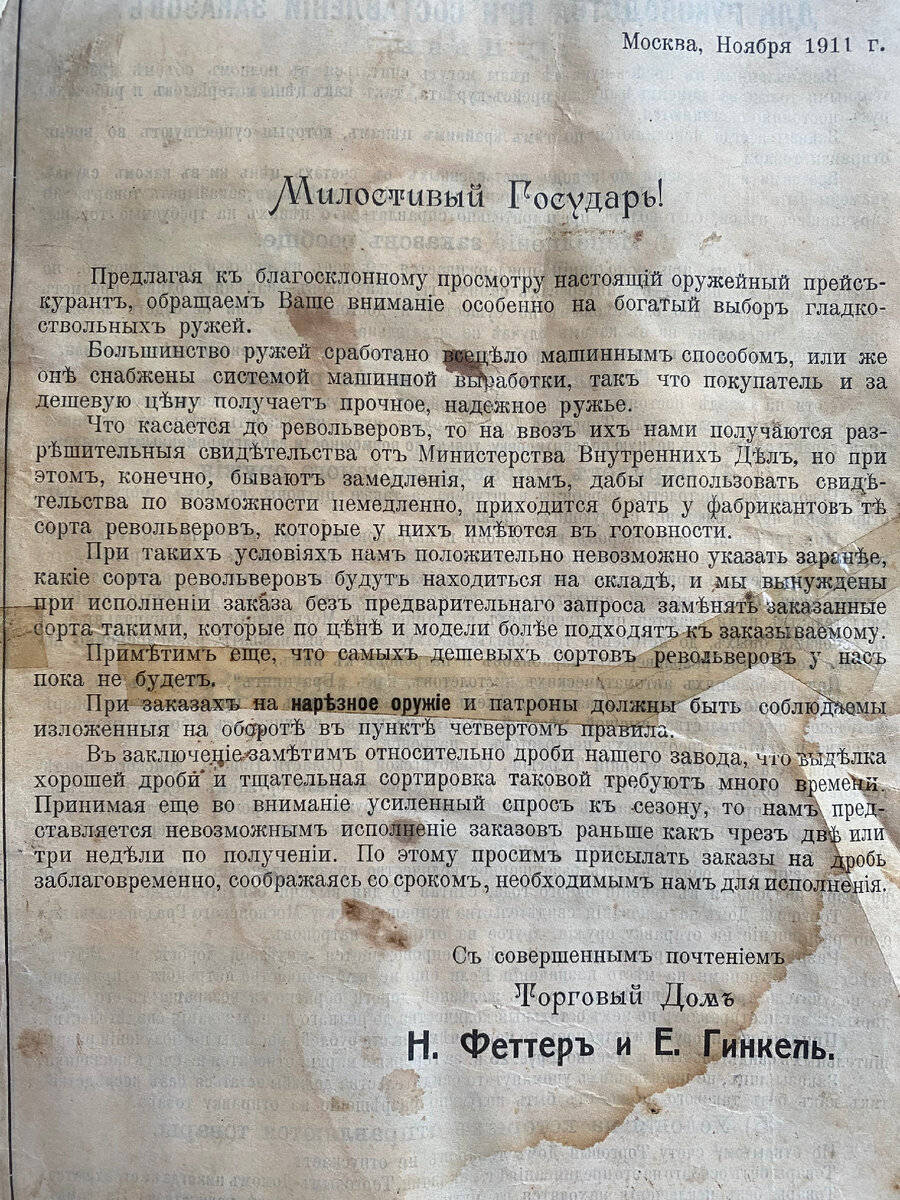 Москва, Ноября 1911 г.
Милостивый Государь!
Предлагая къ благосклонному просмотру настоящій оружейный прейсъ-
курантъ, обращаемъ Ваше вниманіе особенно на богатый выборъ гладко-
ствольныхъ ружей.
Большинство ружей сработано всецѣло машиннымъ способомъ, или же
онѣ снабжены системой машинной выработки, такъ что покупатель и за
дешевую цѣну получаетъ прочное, надежное ружье.
Что касается до револьверовъ, то на ввозъ ихъ нами получаются раз-
рѣшительныя свидѣтельства отъ Министерства Внутреннихъ Дѣлъ, но при
этомъ, конечно, бываютъ замедленія, и намъ, дабы использовать свидѣ-
тельства по возможности немедленно, приходится брать у фабрикантовъ тѣ
сорта револьверовъ, которые у нихъ имѣются въ готовности.
При такихъ условіяхъ намъ положительно невозможно указать заранѣе,
какіе сорта револьверовъ будутъ находиться на складѣ, и мы вынуждены
при исполненіи заказа безъ предварительнаго запроса замѣнять заказанные
сорта такими, которые по цѣнѣ и модели болѣе подходятъ къ заказываемому.
Примѣтимъ еще, что самыхъ дешевыхъ сортовъ револьверовъ у насъ
пока не будетъ.
При заказахъ на нарѣзное оружіе и патроны должны быть соблюдаемы
изложенныя на оборотѣ въ пунктѣ четвертомъ правила.
Въ заключеніе замѣтимъ относительно дроби нашего завода, что выдѣлка
хорошей дроби и тщательная сортировка таковой требуютъ много времени.
Принимая еще во вниманіе усиленный спросъ къ сезону, то намъ пред-
ставляется невозможнымъ исполненіе заказовъ раньше какъ чрезъ двѣ или
три недѣли по полученіи. По этому просимъ присылать заказы на дробь
заблаговременно, соображаясь со срокомъ, необходимымъ намъ для исполненія.
Съ совершеннымъ почтеніемъ
Торговый Домъ
Н. Феттеръ и Е. Гинкель.